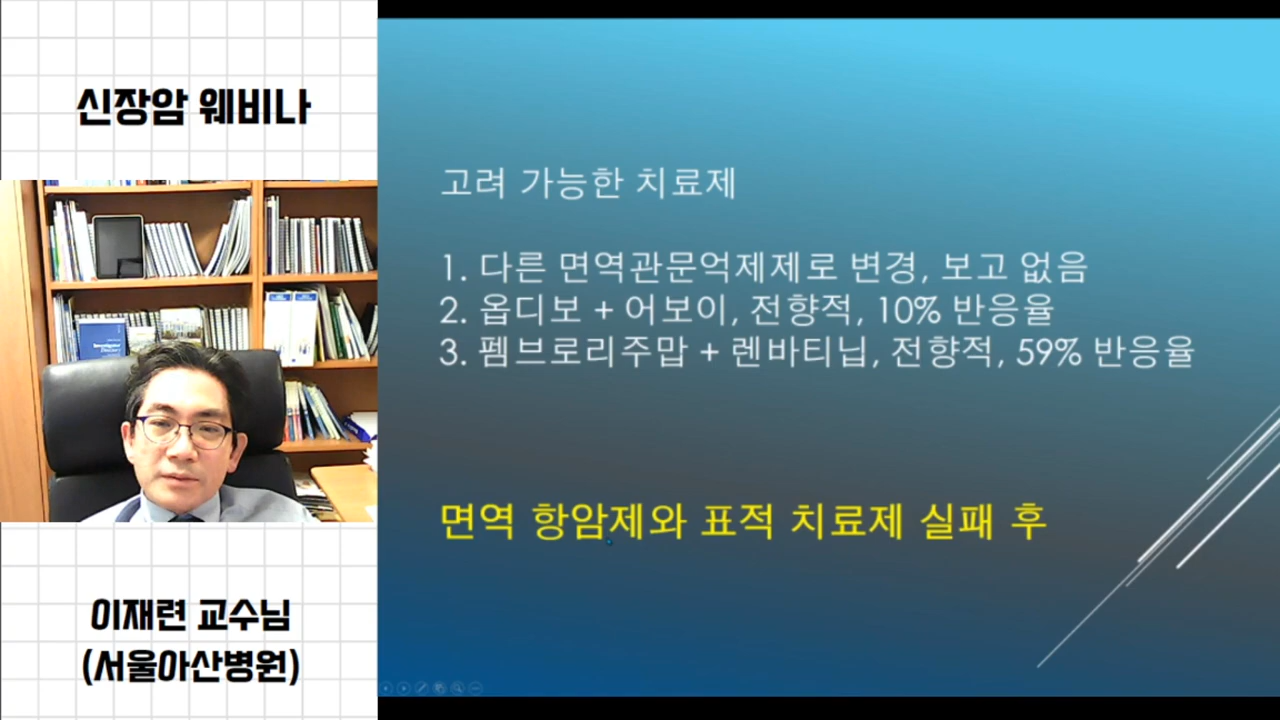 신장암 웨비나
이재련 교수님
(서울아산병원)
고려 가능한 치료제
1. 다른 면역관문억제제로 변경, 보고 없음
2. 옵디보 + 어보이, 전향적, 10% 반응율
3. 펨브로리주맙 + 렌바티닙, 전향적, 59% 반응율
면역 항암제와 표적 치료제 실패 후